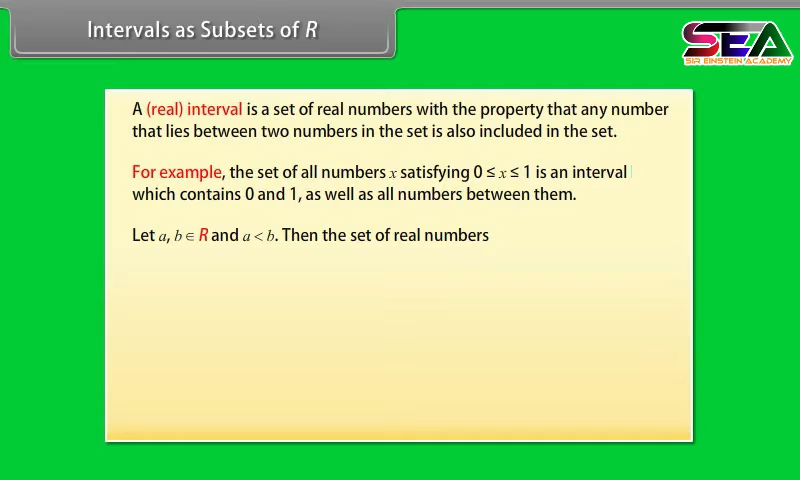 Intervals as Subsets of R
SEA
SIR EINSTEIN ACADEMY
A (real) interval is a set of real numbers with the property that any number
that lies between two numbers in the set is also included in the set.
For example, the set of all numbers x satisfying 0 ≤ x ≤ 1 is an interval
which contains 0 and 1, as well as all numbers between them.
Let a, b ∈ R and a < b. Then the set of real numbers